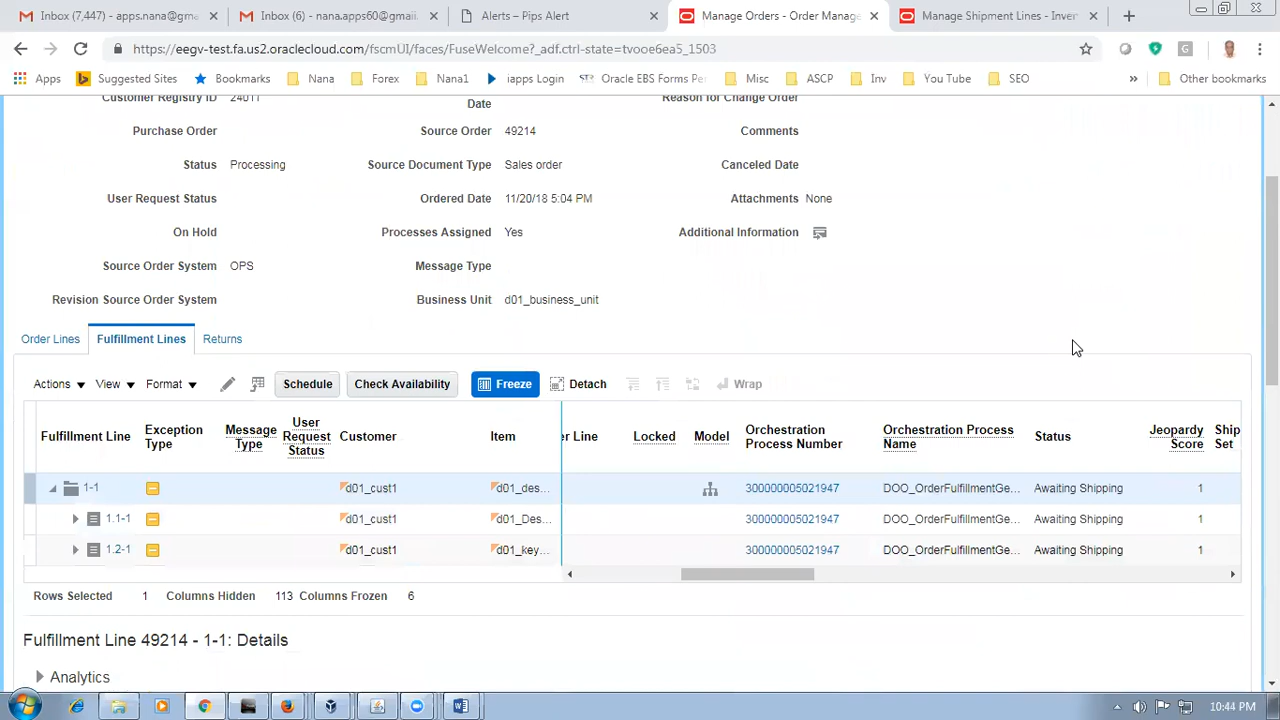 Inbox (7,447) - apps.nana@gma
Inbox (6) - nana.apps60@gmai
Alerts – Pips Alert
Manage Orders - Order Manage
Manage Shipment Lines - Inven
https://eegv-test.fa.us2.oraclecloud.com/fscmUI/faces/FuseWelcome?_adf.ctrl-state=tvooe6ea5_1503
Apps
Suggested Sites
Bookmarks
Nana
Forex
Nana1
iapps Login
Oracle EBS Forms Pe
Misc
ASCP
Inv
You Tube
SEO
»
Other bookmarks
Customer Registry ID 24011
Date
Reason for Change Order
Purchase Order
Source Order 49214
Comments
Status Processing
Source Document Type Sales order
Canceled Date
User Request Status
Ordered Date 11/20/18 5:04 PM
Attachments None
On Hold
Processes Assigned Yes
Additional Information
Source Order System OPS
Message Type
Revision Source Order System
Business Unit d01_business_unit
Order Lines Fulfillment Lines Returns
Actions View Format Schedule Check Availability Freeze Detach Wrap
Fulfillment Line
Exception Type
Message Type
User Request Status
Customer
Item
er Line
Locked
Model
Orchestration Process Number
Orchestration Process Name
Status
Jeopardy Score
Ship Set
1-1 d01_cust1 d01_des... 300000005021947 DOO_OrderFulfillmentGe... Awaiting Shipping 1
1.1-1 d01_cust1 d01_Des... 300000005021947 DOO_OrderFulfillmentGe... Awaiting Shipping 1
1.2-1 d01_cust1 d01_key... 300000005021947 DOO_OrderFulfillmentGe... Awaiting Shipping 1
Rows Selected 1 Columns Hidden 113 Columns Frozen 6
Fulfillment Line 49214 - 1-1: Details
Analytics
10:44 PM